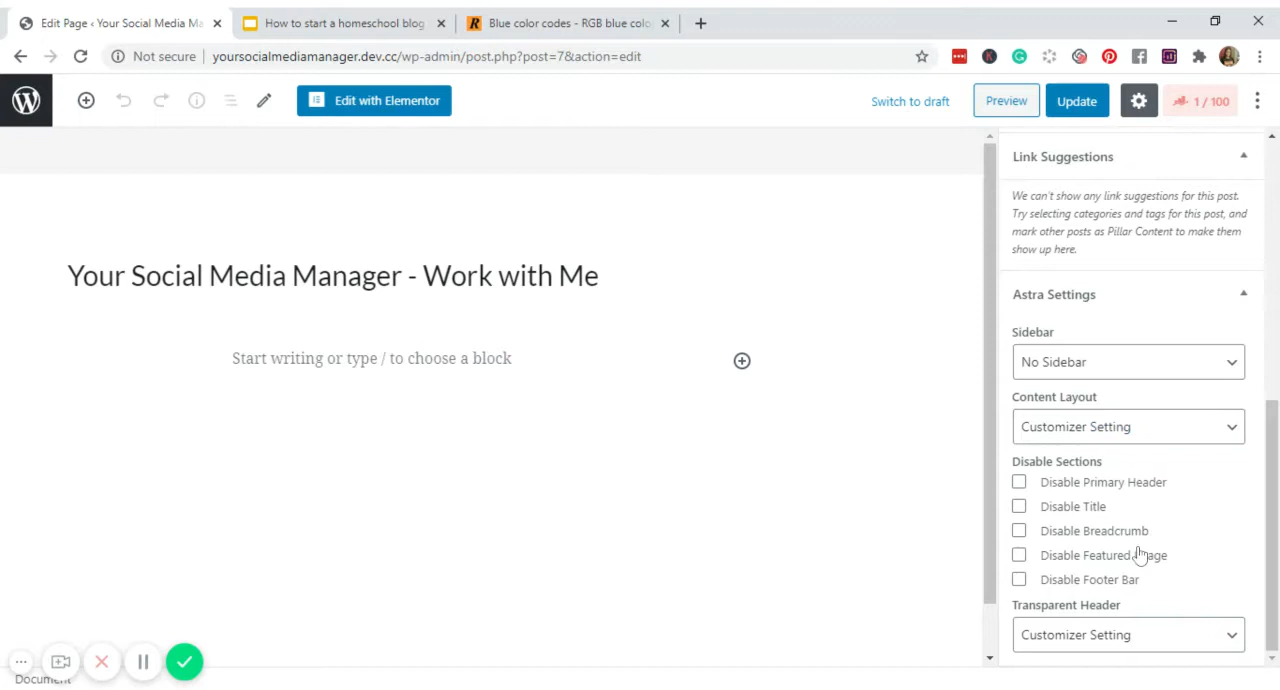 Edit Page ‹ Your Social Media Ma
How to start a homeschool blog
Blue color codes - RGB blue colo
Not secure
yoursocialmediamanager.dev.cc/wp-admin/post.php?post=7&action=edit
Edit with Elementor
Switch to draft
Preview
Update
1 / 100
Link Suggestions
We can't show any link suggestions for this post.
Try selecting categories and tags for this post, and
mark other posts as Pillar Content to make them
show up here.
Your Social Media Manager - Work with Me
Start writing or type / to choose a block
Astra Settings
Sidebar
No Sidebar
Content Layout
Customizer Setting
Disable Sections
Disable Primary Header
Disable Title
Disable Breadcrumb
Disable Featured Image
Disable Footer Bar
Transparent Header
Customizer Setting
Document